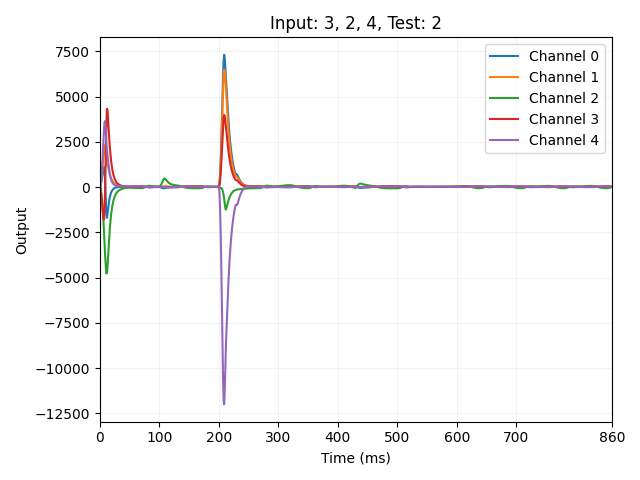 Input: 3, 2, 4, Test: 2
Output
7500
5000
2500
0
−2500
−5000
−7500
−10000
−12500
Channel 0
Channel 1
Channel 2
Channel 3
Channel 4
0 100 200 300 400 500 600 700 860
Time (ms)